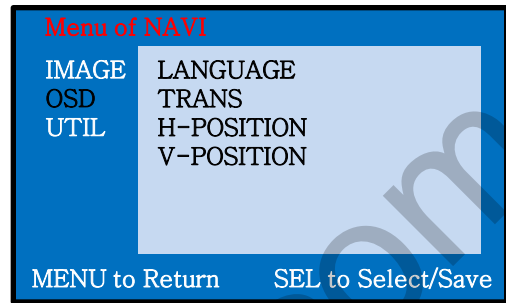 Menu of NAVI
IMAGE LANGUAGE
OSD TRANS
UTIL H-POSITION
V-POSITION
MENU to Return SEL to Select/Save